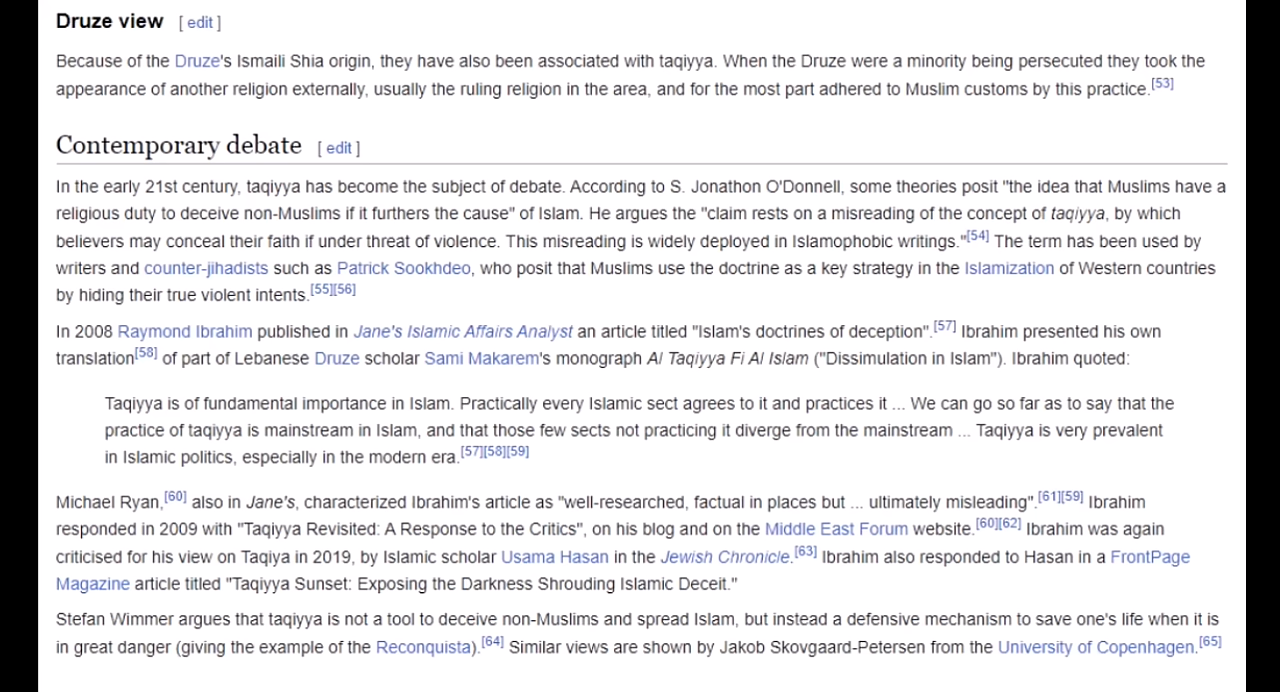 Druze view [ edit ]
Because of the Druze's Ismaili Shia origin, they have also been associated with taqiyya. When the Druze were a minority being persecuted they took the
appearance of another religion externally, usually the ruling religion in the area, and for the most part adhered to Muslim customs by this practice.[53]
Contemporary debate [ edit ]
In the early 21st century, taqiyya has become the subject of debate. According to S. Jonathon O'Donnell, some theories posit "the idea that Muslims have a
religious duty to deceive non-Muslims if it furthers the cause" of Islam. He argues the "claim rests on a misreading of the concept of taqiyya, by which
believers may conceal their faith if under threat of violence. This misreading is widely deployed in Islamophobic writings."[54] The term has been used by
writers and counter-jihadists such as Patrick Sookhdeo, who posit that Muslims use the doctrine as a key strategy in the Islamization of Western countries
by hiding their true violent intents.[55][56]
In 2008 Raymond Ibrahim published in Jane's Islamic Affairs Analyst an article titled "Islam's doctrines of deception".[57] Ibrahim presented his own
translation[58] of part of Lebanese Druze scholar Sami Makarem's monograph Al Taqiyya Fi Al Islam ("Dissimulation in Islam"). Ibrahim quoted:
Taqiyya is of fundamental importance in Islam. Practically every Islamic sect agrees to it and practices it ... We can go so far as to say that the
practice of taqiyya is mainstream in Islam, and that those few sects not practicing it diverge from the mainstream ... Taqiyya is very prevalent
in Islamic politics, especially in the modern era.[57][58][59]
Michael Ryan,[60] also in Jane's, characterized Ibrahim's article as "well-researched, factual in places but ... ultimately misleading".[61][59] Ibrahim
responded in 2009 with "Taqiyya Revisited: A Response to the Critics", on his blog and on the Middle East Forum website.[60][62] Ibrahim was again
criticised for his view on Taqiya in 2019, by Islamic scholar Usama Hasan in the Jewish Chronicle.[63] Ibrahim also responded to Hasan in a FrontPage
Magazine article titled "Taqiyya Sunset: Exposing the Darkness Shrouding Islamic Deceit."
Stefan Wimmer argues that taqiyya is not a tool to deceive non-Muslims and spread Islam, but instead a defensive mechanism to save one's life when it is
in great danger (giving the example of the Reconquista).[64] Similar views are shown by Jakob Skovgaard-Petersen from the University of Copenhagen.[65]